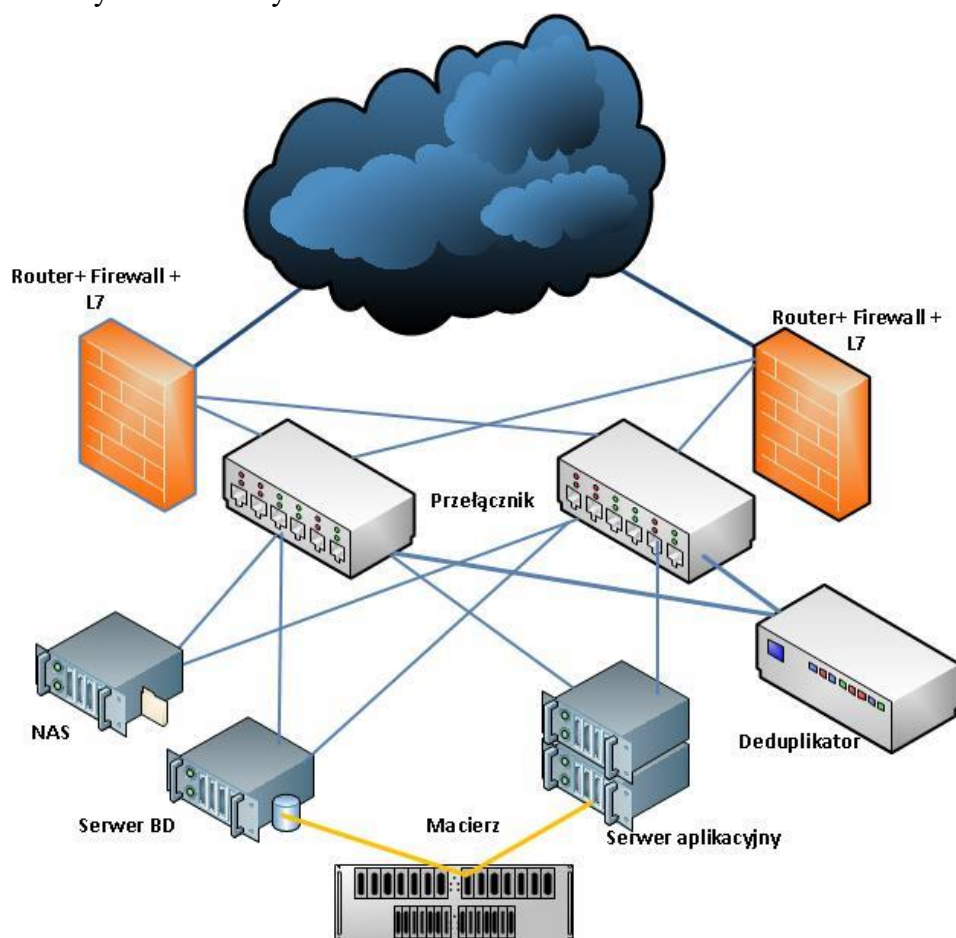 Router+ Firewall +
L7
Router+ Firewall +
L7
Przełącznik
NAS
Deduplikator
Serwer BD
Macierz
Serwer aplikacyjny